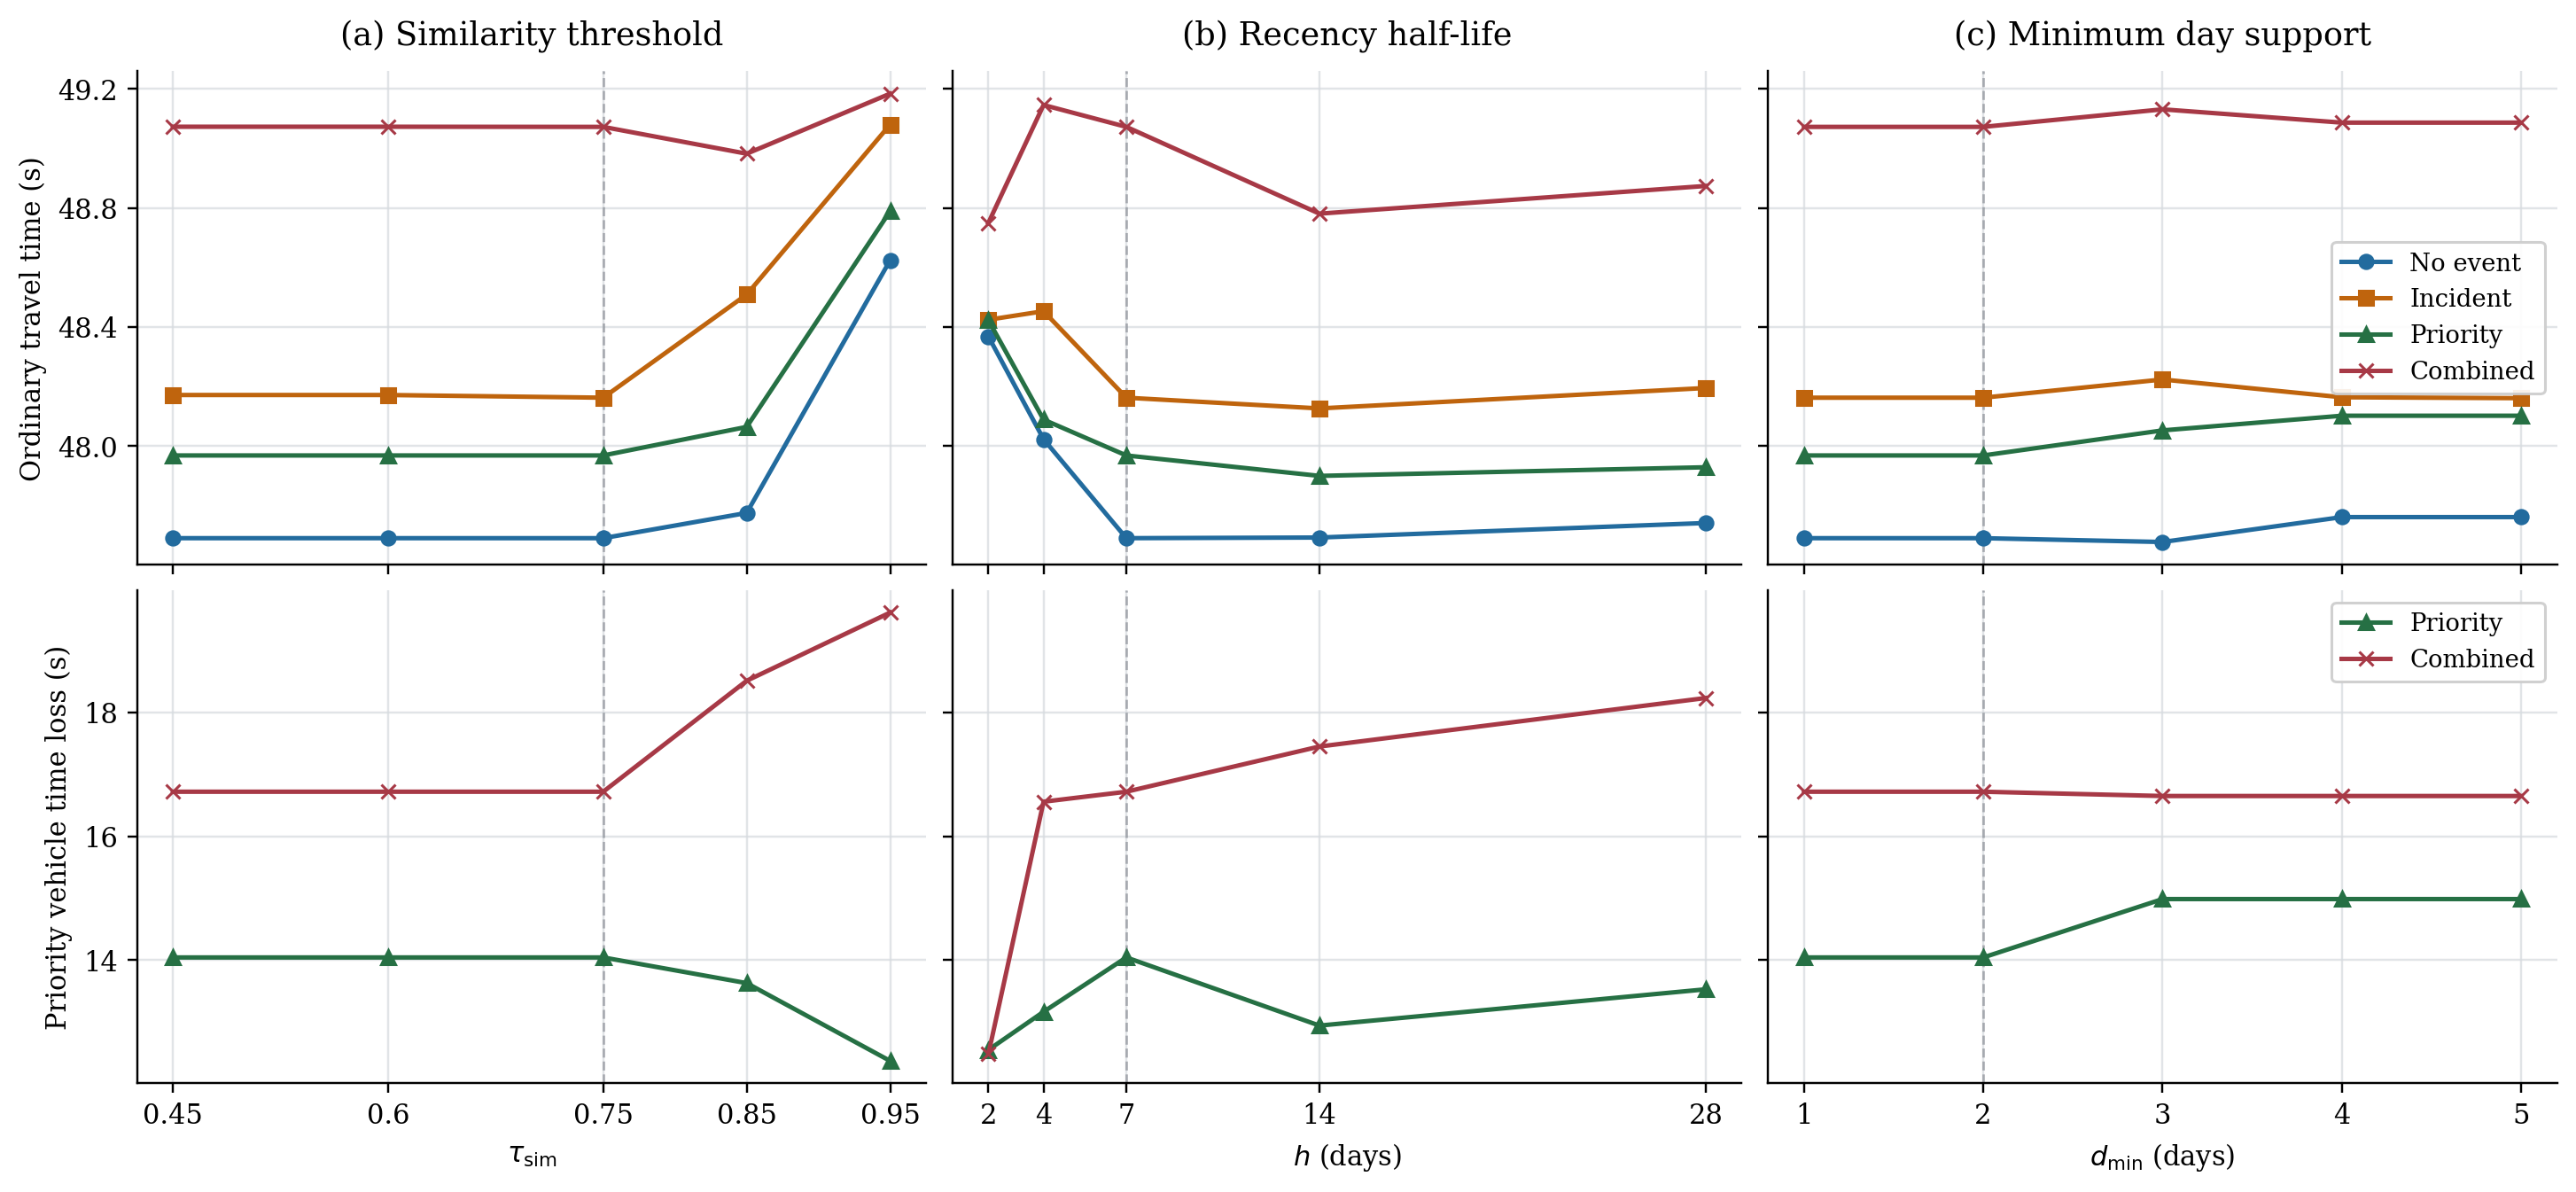 (a) Similarity threshold
(b) Recency half-life
(c) Minimum day support
Ordinary travel time (s)
49.2
48.8
48.4
48.0
No event
Incident
Priority
Combined
Priority vehicle time loss (s)
18
16
14
Priority
Combined
0.45 0.6 0.75 0.85 0.95
τsim
2 4 7 14 28
h (days)
1 2 3 4 5
dmin (days)